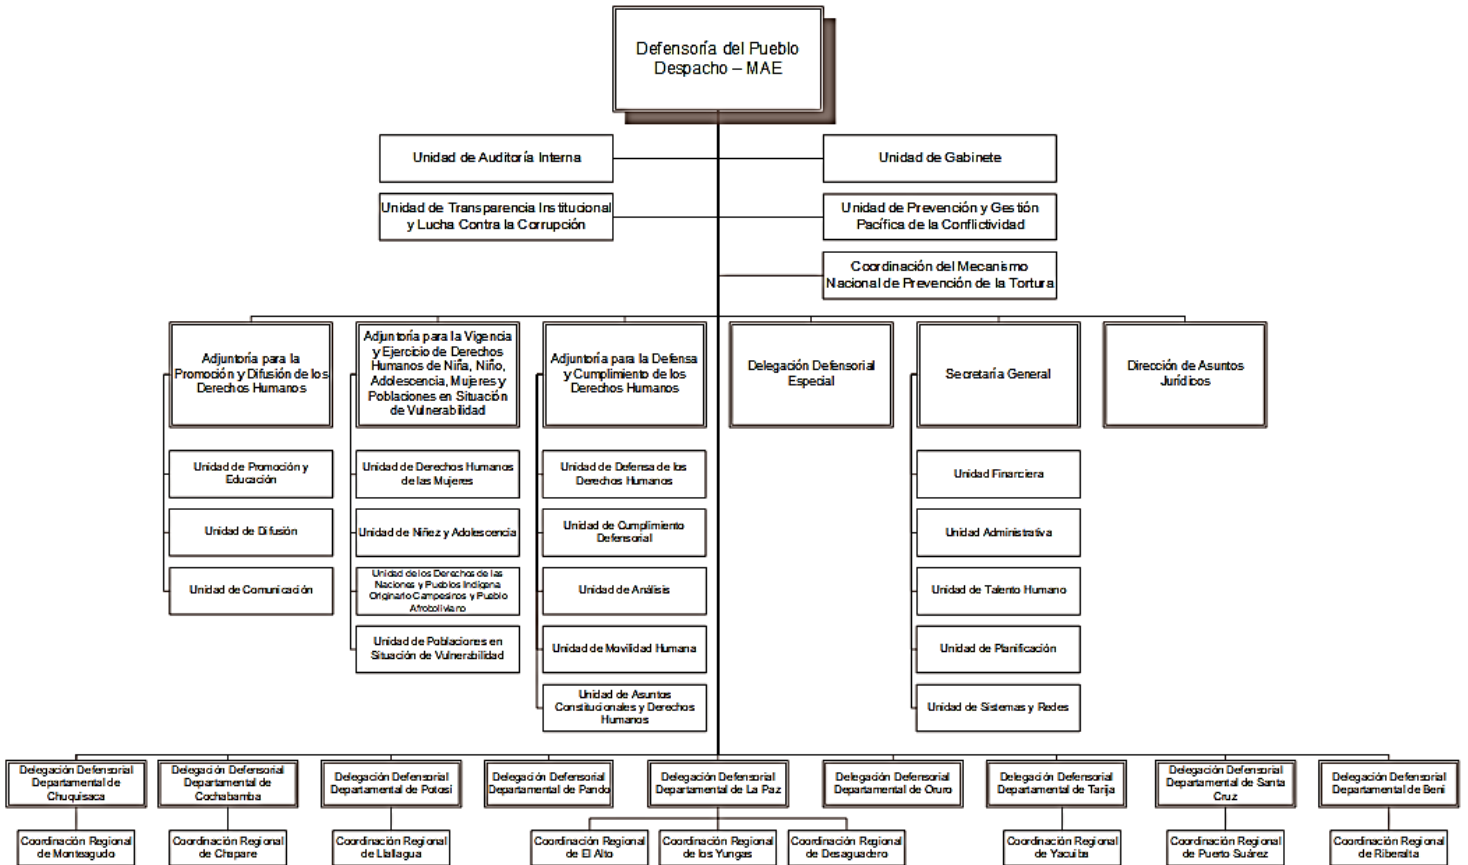 Defensoría del Pueblo
Despacho – MAE
Unidad de Auditoría Interna
Unidad de Gabinete
Unidad de Transparencia Institucional
y Lucha Contra la Corrupción
Unidad de Prevención y Gestión
Pacífica de la Conflictividad
Coordinación del Mecanismo
Nacional de Prevención de la Tortura
Adjuntoría para la
Promoción y Difusión de los
Derechos Humanos
Adjuntoría para la Vigencia
y Ejercicio de Derechos
Humanos de Niña, Niño,
Adolescencia, Mujeres y
Poblaciones en Situación
de Vulnerabilidad
Adjuntoría para la Defensa
y Cumplimiento de los
Derechos Humanos
Delegación Defensorial
Especial
Secretaría General
Dirección de Asuntos
Jurídicos
Unidad de Promoción y
Educación
Unidad de Difusión
Unidad de Comunicación
Unidad de Derechos Humanos
de las Mujeres
Unidad de Niñez y Adolescencia
Unidad de los Derechos de las
Naciones y Pueblos Indígena
Originario Campesinos y Pueblo
Afroboliviano
Unidad de Poblaciones en
Situación de Vulnerabilidad
Unidad de Defensa de los
Derechos Humanos
Unidad de Cumplimiento
Defensorial
Unidad de Análisis
Unidad de Movilidad Humana
Unidad de Asuntos
Constitucionales y Derechos
Humanos
Unidad Financiera
Unidad Administrativa
Unidad de Talento Humano
Unidad de Planificación
Unidad de Sistemas y Redes
Delegación Defensorial
Departamental de
Chuquisaca
Delegación Defensorial
Departamental de
Cochabamba
Delegación Defensorial
Departamental de Potosí
Delegación Defensorial
Departamental de Pando
Delegación Defensorial
Departamental de La Paz
Delegación Defensorial
Departamental de Oruro
Delegación Defensorial
Departamental de Tarija
Delegación Defensorial
Departamental de Santa
Cruz
Delegación Defensorial
Departamental de Beni
Coordinación Regional
de Monteagudo
Coordinación Regional
de Chapare
Coordinación Regional
de Llallagua
Coordinación Regional
de El Alto
Coordinación Regional
de los Yungas
Coordinación Regional
de Desaguadero
Coordinación Regional
de Yacuiba
Coordinación Regional
de Puerto Suárez
Coordinación Regional
de Riberalta